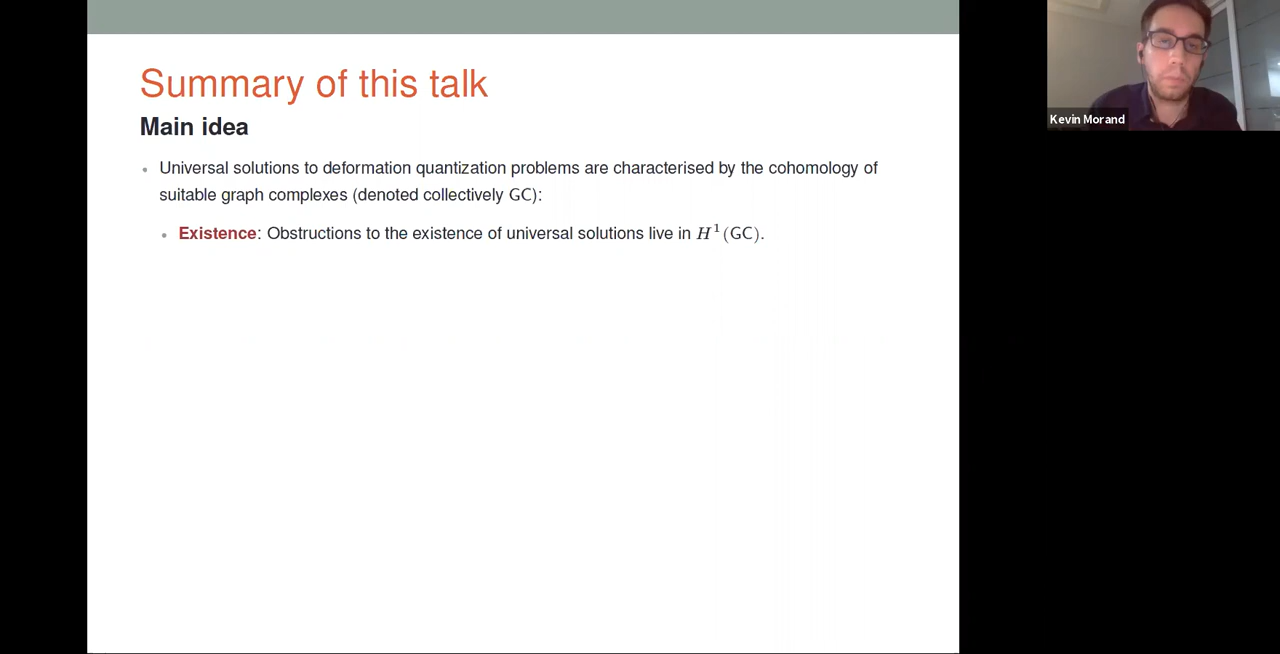 Summary of this talk
Main idea
• Universal solutions to deformation quantization problems are characterised by the cohomology of
suitable graph complexes (denoted collectively GC):
• Existence: Obstructions to the existence of universal solutions live in H¹(GC).
Kevin Morand